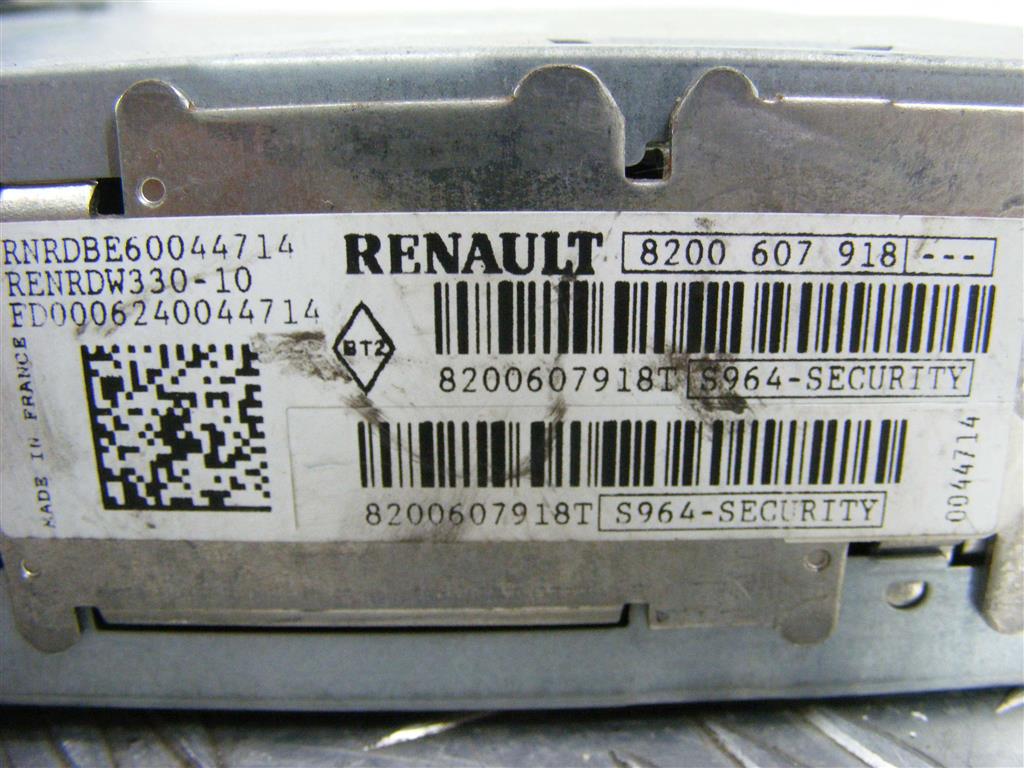 RNRDBE60044714
RENRDW330-10
FD0006240044714
MADE IN FRANCE
RENAULT 8200 607 918 ---
BT2
8200607918T S964-SECURITY
8200607918T S964-SECURITY
0044714